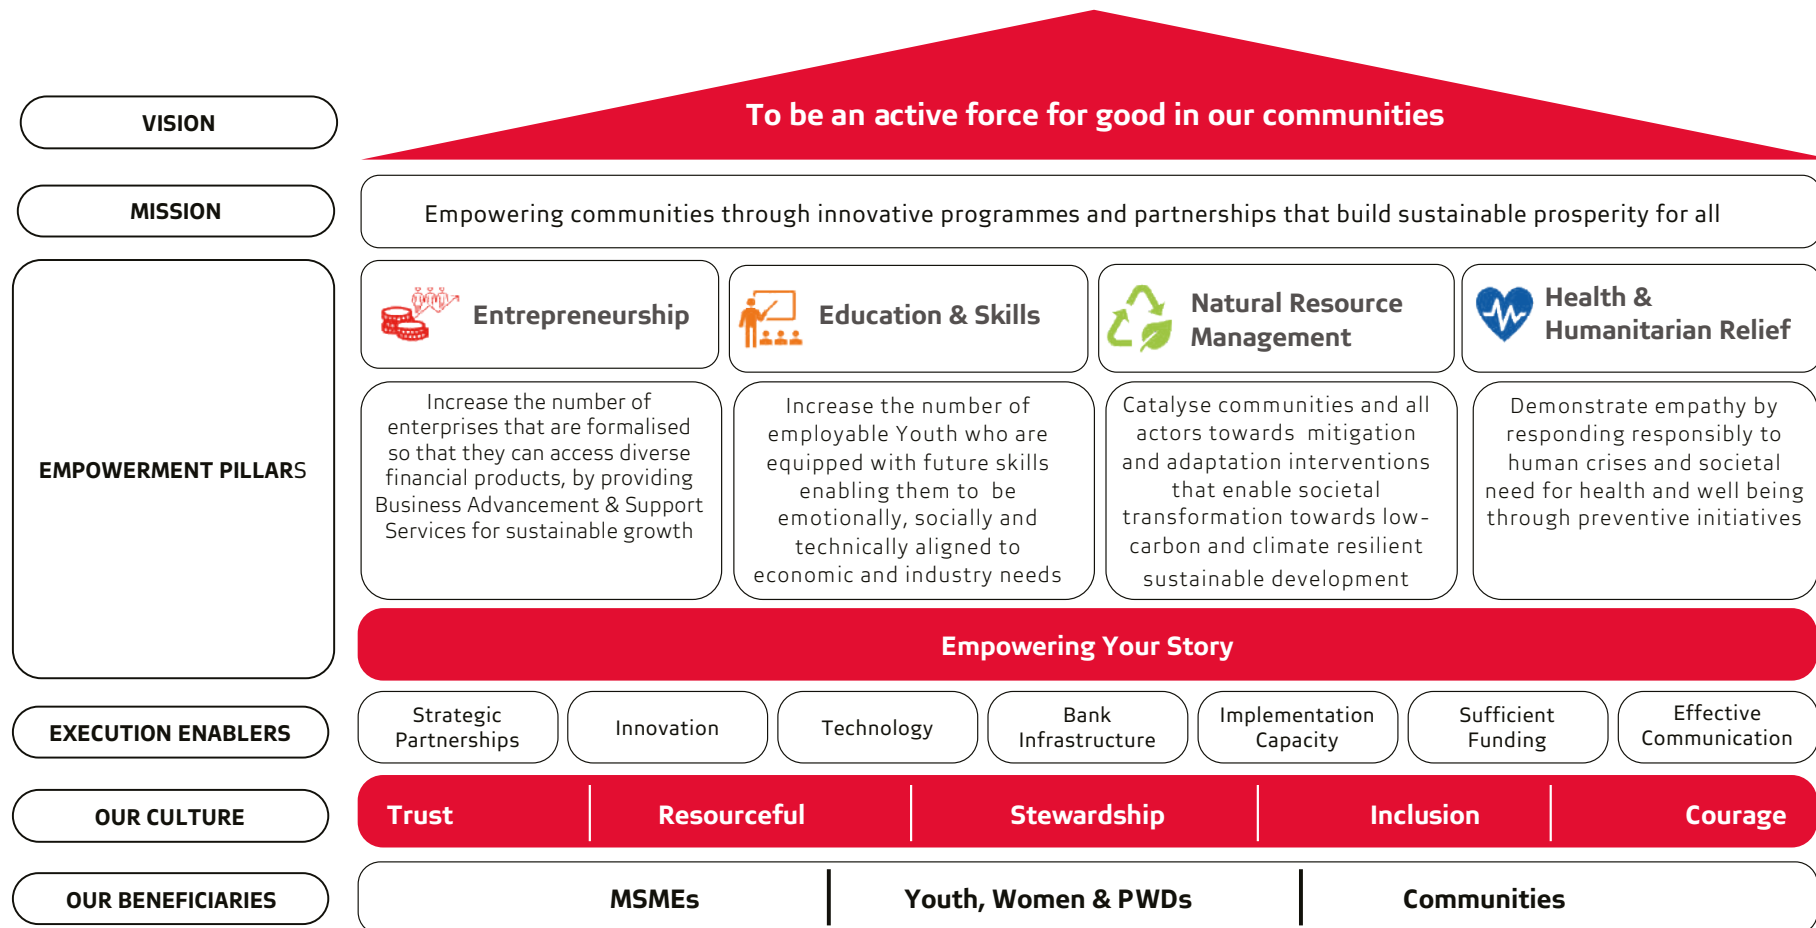 VISION
To be an active force for good in our communities
MISSION
Empowering communities through innovative programmes and partnerships that build sustainable prosperity for all
EMPOWERMENT PILLARS
Entrepreneurship
Increase the number of
enterprises that are formalised
so that they can access diverse
financial products, by providing
Business Advancement & Support
Services for sustainable growth
Education & Skills
Increase the number of
employable Youth who are
equipped with future skills
enabling them to be
emotionally, socially and
technically aligned to
economic and industry needs
Natural Resource
Management
Catalyse communities and all
actors towards mitigation
and adaptation interventions
that enable societal
transformation towards low-
carbon and climate resilient
sustainable development
Health &
Humanitarian Relief
Demonstrate empathy by
responding responsibly to
human crises and societal
need for health and well being
through preventive initiatives
Empowering Your Story
EXECUTION ENABLERS
Strategic
Partnerships
Innovation
Technology
Bank
Infrastructure
Implementation
Capacity
Sufficient
Funding
Effective
Communication
OUR CULTURE
Trust
Resourceful
Stewardship
Inclusion
Courage
OUR BENEFICIARIES
MSMEs
Youth, Women & PWDs
Communities